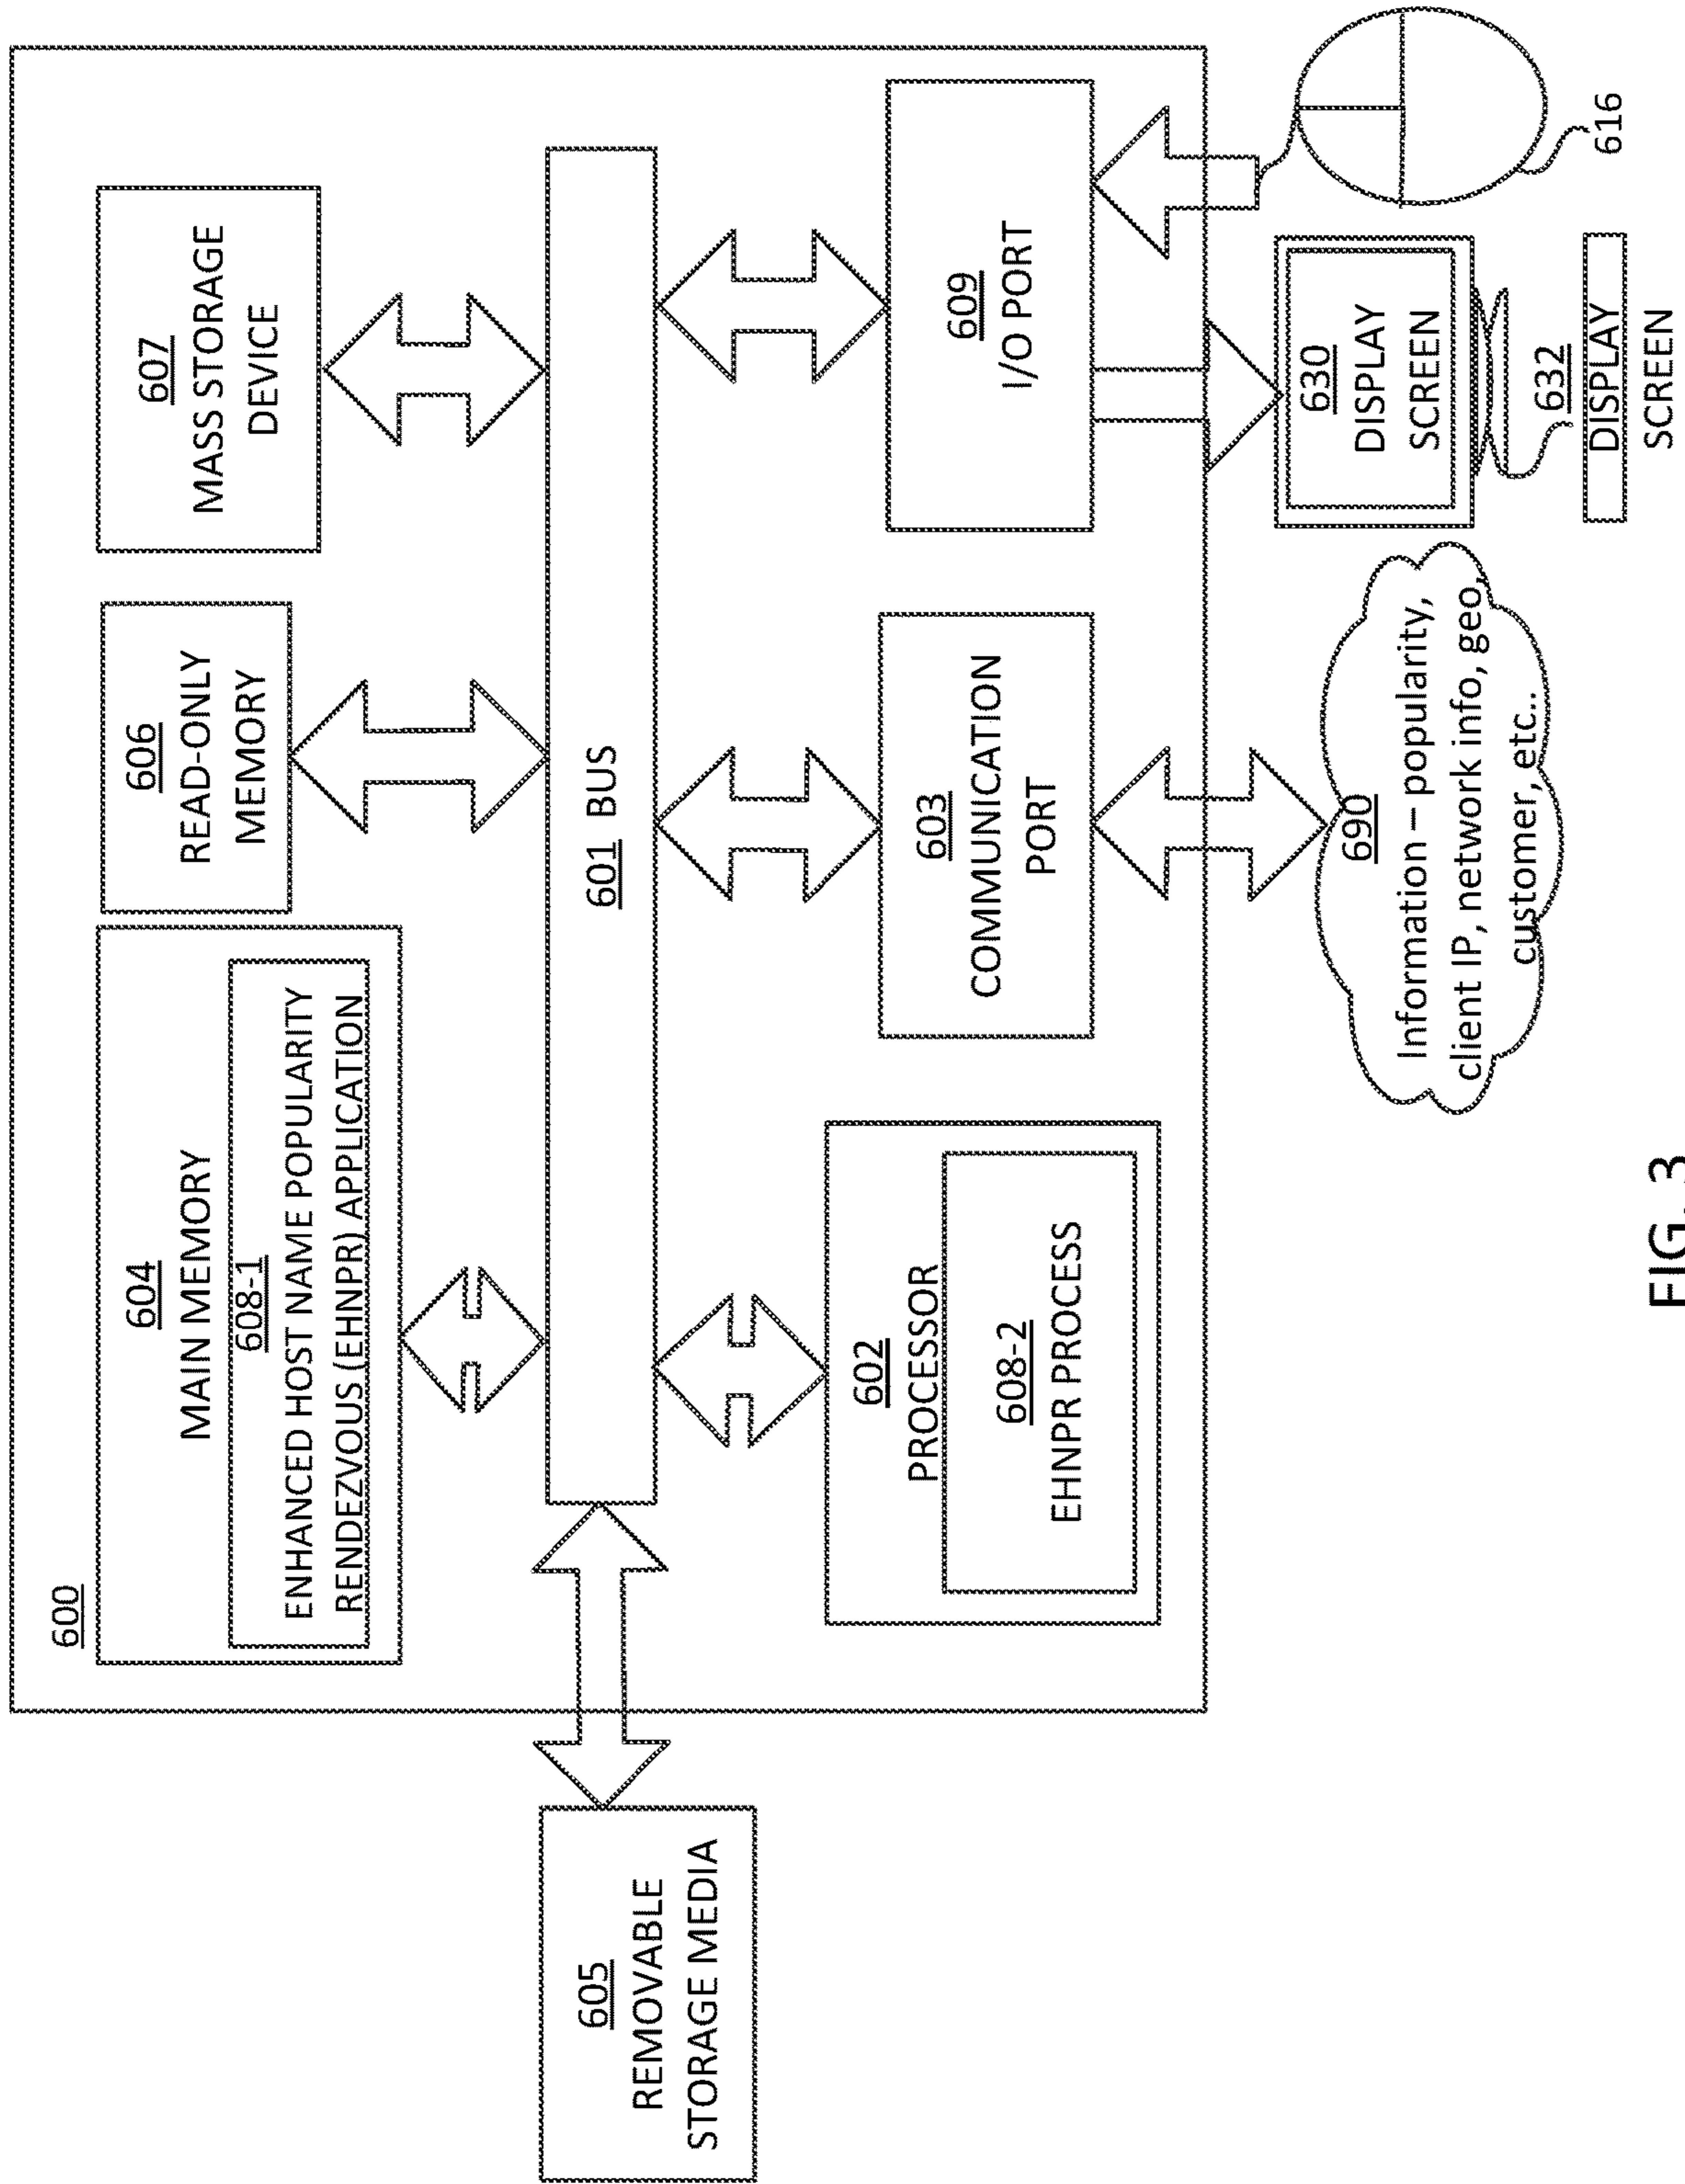 600
604
MAIN MEMORY
608-1
ENHANCED HOST NAME POPULARITY
RENDEZVOUS (EHNPR) APPLICATION
606
READ-ONLY
MEMORY
607
MASS STORAGE
DEVICE
605
REMOVABLE
STORAGE MEDIA
601 BUS
602
PROCESSOR
608-2
EHNPR PROCESS
603
COMMUNICATION
PORT
609
I/O PORT
690
Information – popularity,
client IP, network info, geo,
customer, etc..
630
DISPLAY
SCREEN
632
DISPLAY
SCREEN
616
FIG. 3